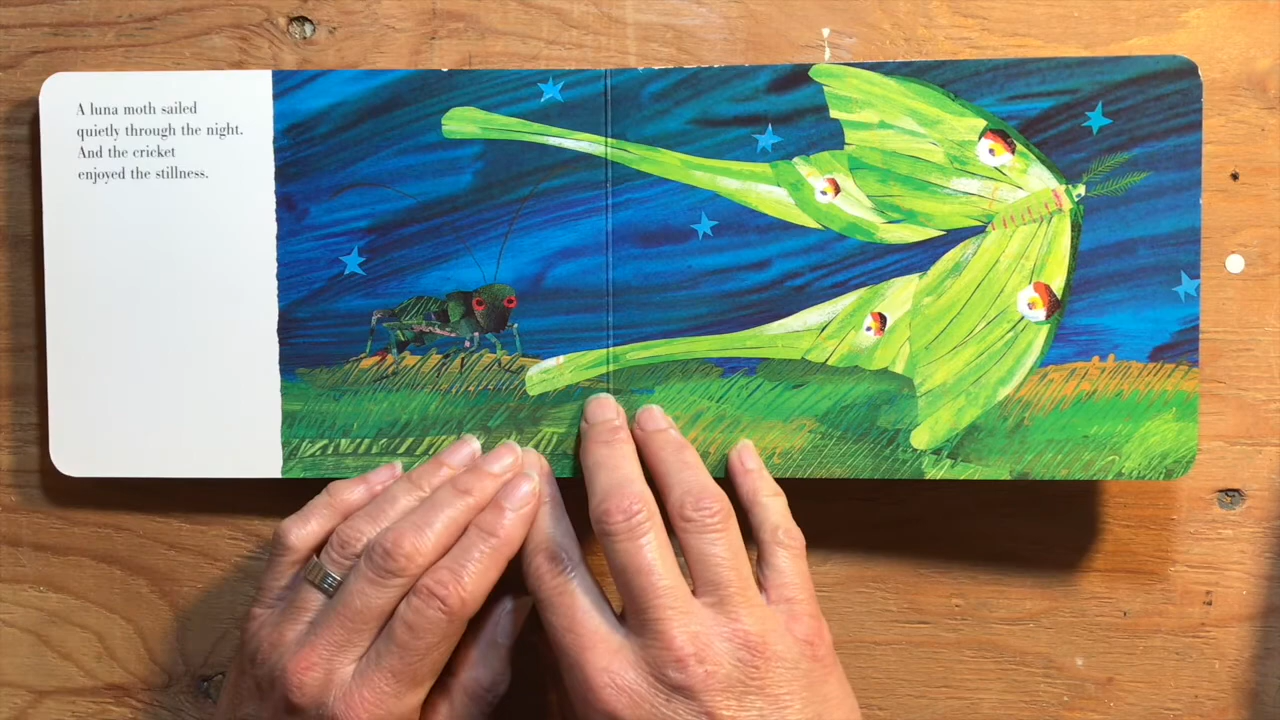 A luna moth sailed
quietly through the night.
And the cricket
enjoyed the stillness.